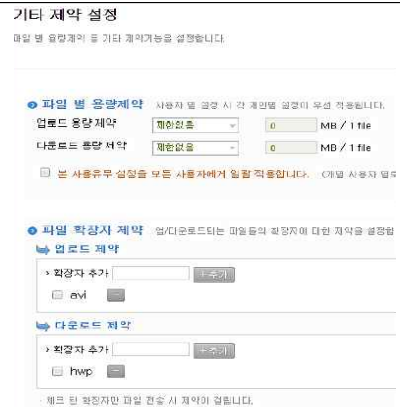 기타 제약 설정
파일 별 용량제약 등 기타 제약기능을 설정합니다.
파일 별 용량제약 사용자 별 설정 시 각 개인별 설정이 우선 적용됩니다.
업로드 용량 제약 제한없음 0 MB / 1 file
다운로드 용량 제약 제한없음 0 MB / 1 file
본 사용유무 설정을 모든 사용자에게 일괄 적용합니다. (개별 사용자 별로
파일 확장자 제약 업/다운로드되는 파일들의 확장자에 대한 제약을 설정합
업로드 제약
› 확장자 추가 + 추가
avi −
다운로드 제약
› 확장자 추가 + 추가
hwp −
· 체크 된 확장자만 파일 전송 시 제약이 걸립니다.